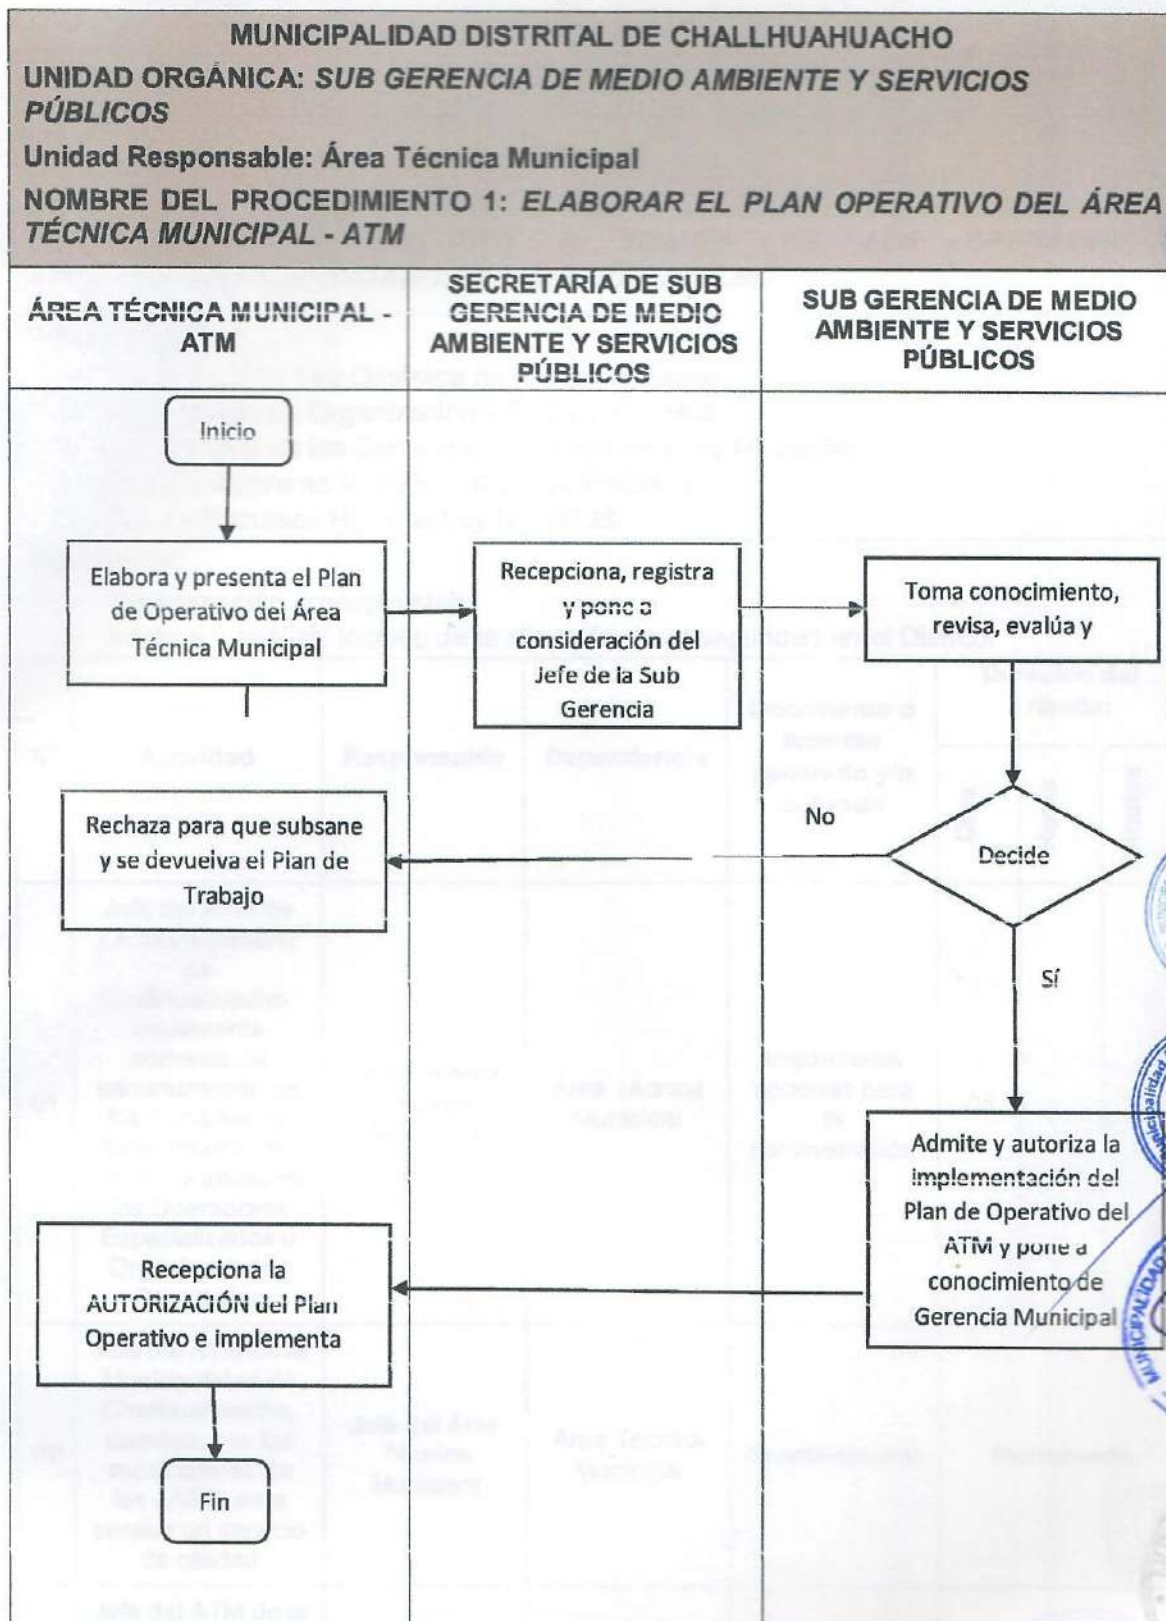 MUNICIPALIDAD DISTRITAL DE CHALLHUAHUACHO
UNIDAD ORGÁNICA: SUB GERENCIA DE MEDIO AMBIENTE Y SERVICIOS
PÚBLICOS
Unidad Responsable: Área Técnica Municipal
NOMBRE DEL PROCEDIMIENTO 1: ELABORAR EL PLAN OPERATIVO DEL ÁREA
TÉCNICA MUNICIPAL - ATM
ÁREA TÉCNICA MUNICIPAL -
ATM
SECRETARÍA DE SUB
GERENCIA DE MEDIO
AMBIENTE Y SERVICIOS
PÚBLICOS
SUB GERENCIA DE MEDIO
AMBIENTE Y SERVICIOS
PÚBLICOS
Inicio
Elabora y presenta el Plan
de Operativo del Área
Técnica Municipal
Recepciona, registra
y pone a
consideración del
Jefe de la Sub
Gerencia
Toma conocimiento,
revisa, evalúa y
Rechaza para que subsane
y se devuelva el Plan de
Trabajo
No
Decide
Sí
Admite y autoriza la
implementación del
Plan de Operativo del
ATM y pone a
conocimiento de
Gerencia Municipal
Recepciona la
AUTORIZACIÓN del Plan
Operativo e implementa
Fin
MUNICIPALIDAD